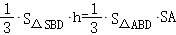 1/3 · S△SBD · h = 1/3 · S△ABD · SA